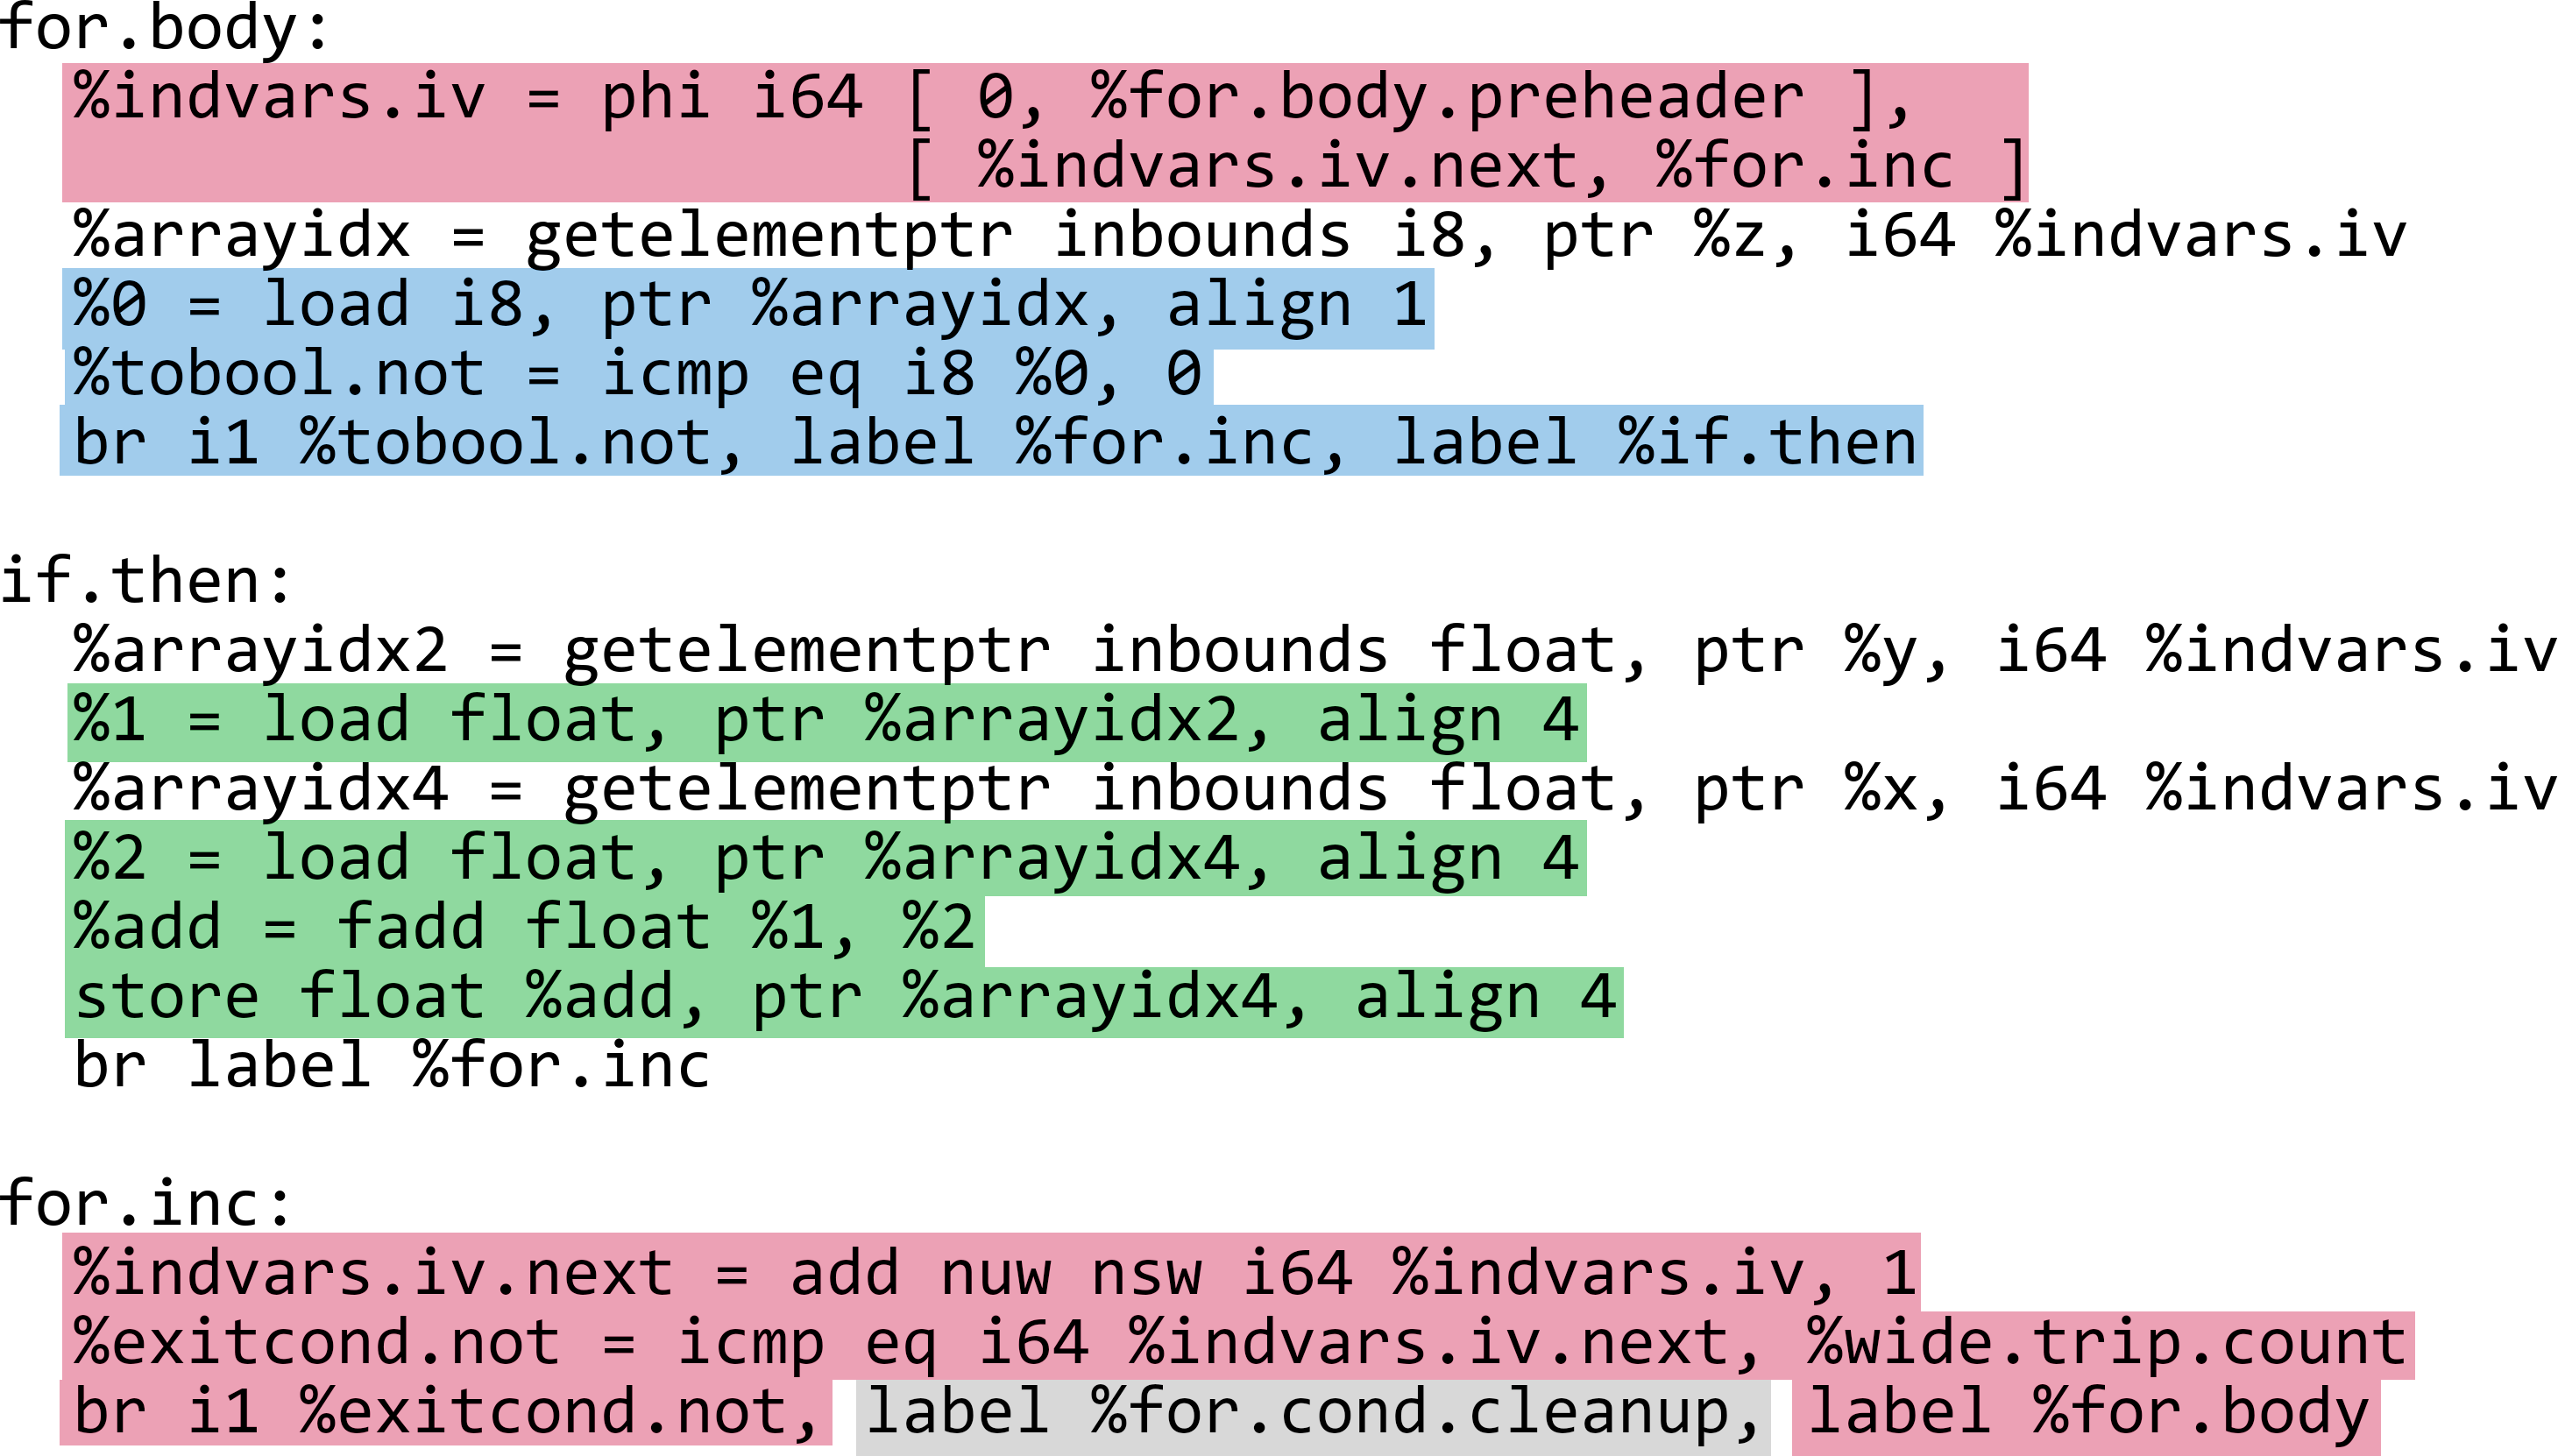 for.body:
%indvars.iv = phi i64 [ 0, %for.body.preheader ],
[ %indvars.iv.next, %for.inc ]
%arrayidx = getelementptr inbounds i8, ptr %z, i64 %indvars.iv
%0 = load i8, ptr %arrayidx, align 1
%tobool.not = icmp eq i8 %0, 0
br i1 %tobool.not, label %for.inc, label %if.then
if.then:
%arrayidx2 = getelementptr inbounds float, ptr %y, i64 %indvars.iv
%1 = load float, ptr %arrayidx2, align 4
%arrayidx4 = getelementptr inbounds float, ptr %x, i64 %indvars.iv
%2 = load float, ptr %arrayidx4, align 4
%add = fadd float %1, %2
store float %add, ptr %arrayidx4, align 4
br label %for.inc
for.inc:
%indvars.iv.next = add nuw nsw i64 %indvars.iv, 1
%exitcond.not = icmp eq i64 %indvars.iv.next, %wide.trip.count
br i1 %exitcond.not, label %for.cond.cleanup, label %for.body